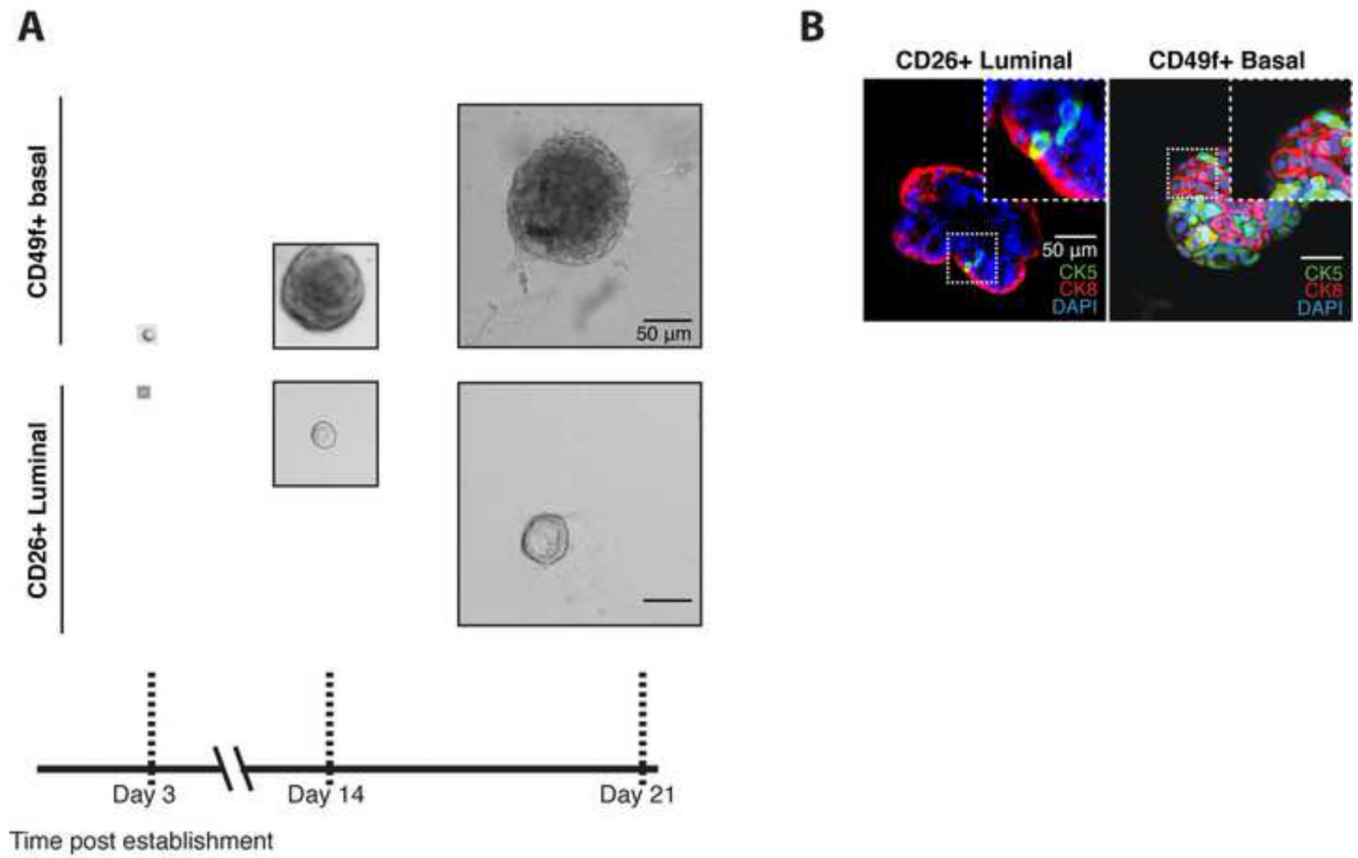 A
CD49f+ basal
50 µm
CD26+ Luminal
Day 3
Day 14
Day 21
Time post establishment
B
CD26+ Luminal
50 µm
CK5
CK8
DAPI
CD49f+ Basal
CK5
CK8
DAPI